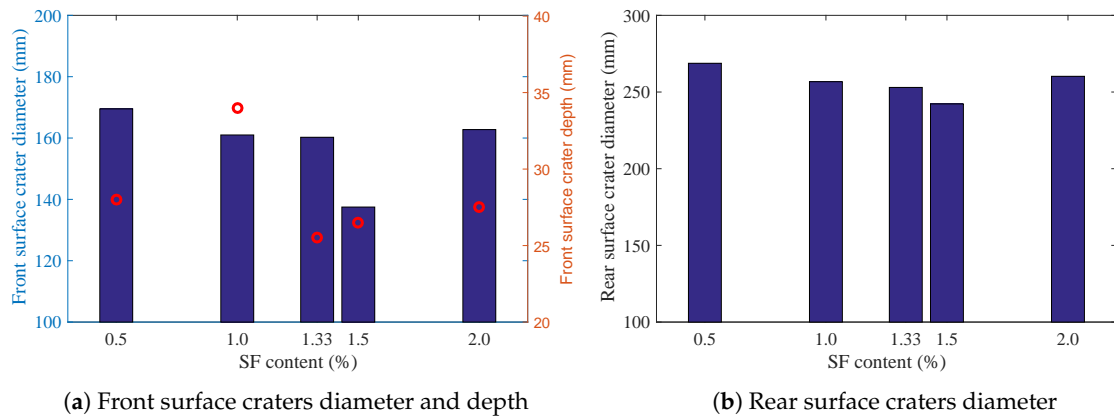 200
180
160
140
120
100
Front surface crater diameter (mm)
40
35
30
25
20
Front surface crater depth (mm)
0.5 1.0 1.33 1.5 2.0
SF content (%)
(a) Front surface craters diameter and depth
300
250
200
150
100
Rear surface crater diameter (mm)
0.5 1.0 1.33 1.5 2.0
SF content (%)
(b) Rear surface craters diameter